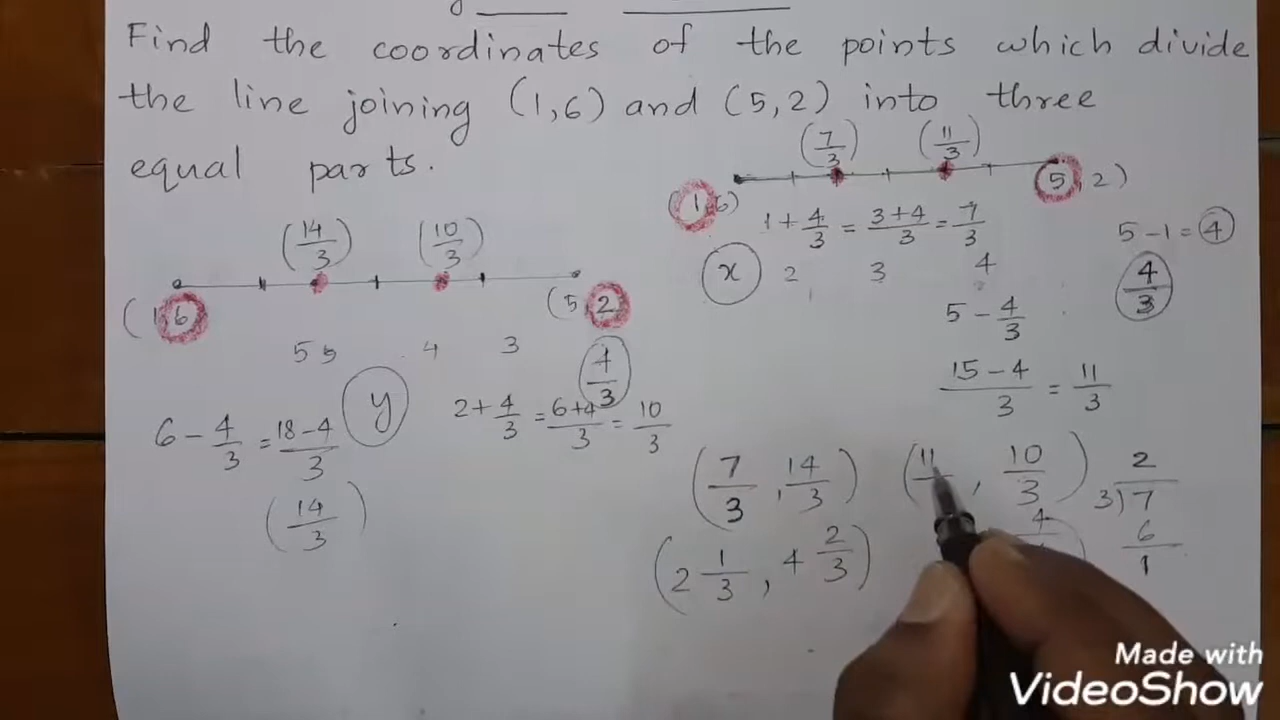 Find the coordinates of the points which divide
the line joining (1,6) and (5,2) into three
equal parts.
(14/3) (10/3)
(1,6) (5,2)
5 5 4 3
4/3
y
6 - 4/3 = 18-4/3
(14/3)
2 + 4/3 = 6+4/3 = 10/3
(7/3) (11/3)
(1,6) (5,2)
1 + 4/3 = 3+4/3 = 7/3
5 - 1 = 4
x 2 3 4
4/3
5 - 4/3
15-4/3 = 11/3
(7/3, 14/3) (11, 10/3)
(2 1/3, 4 2/3)
2
3)7
6
1
Made with
VideoShow